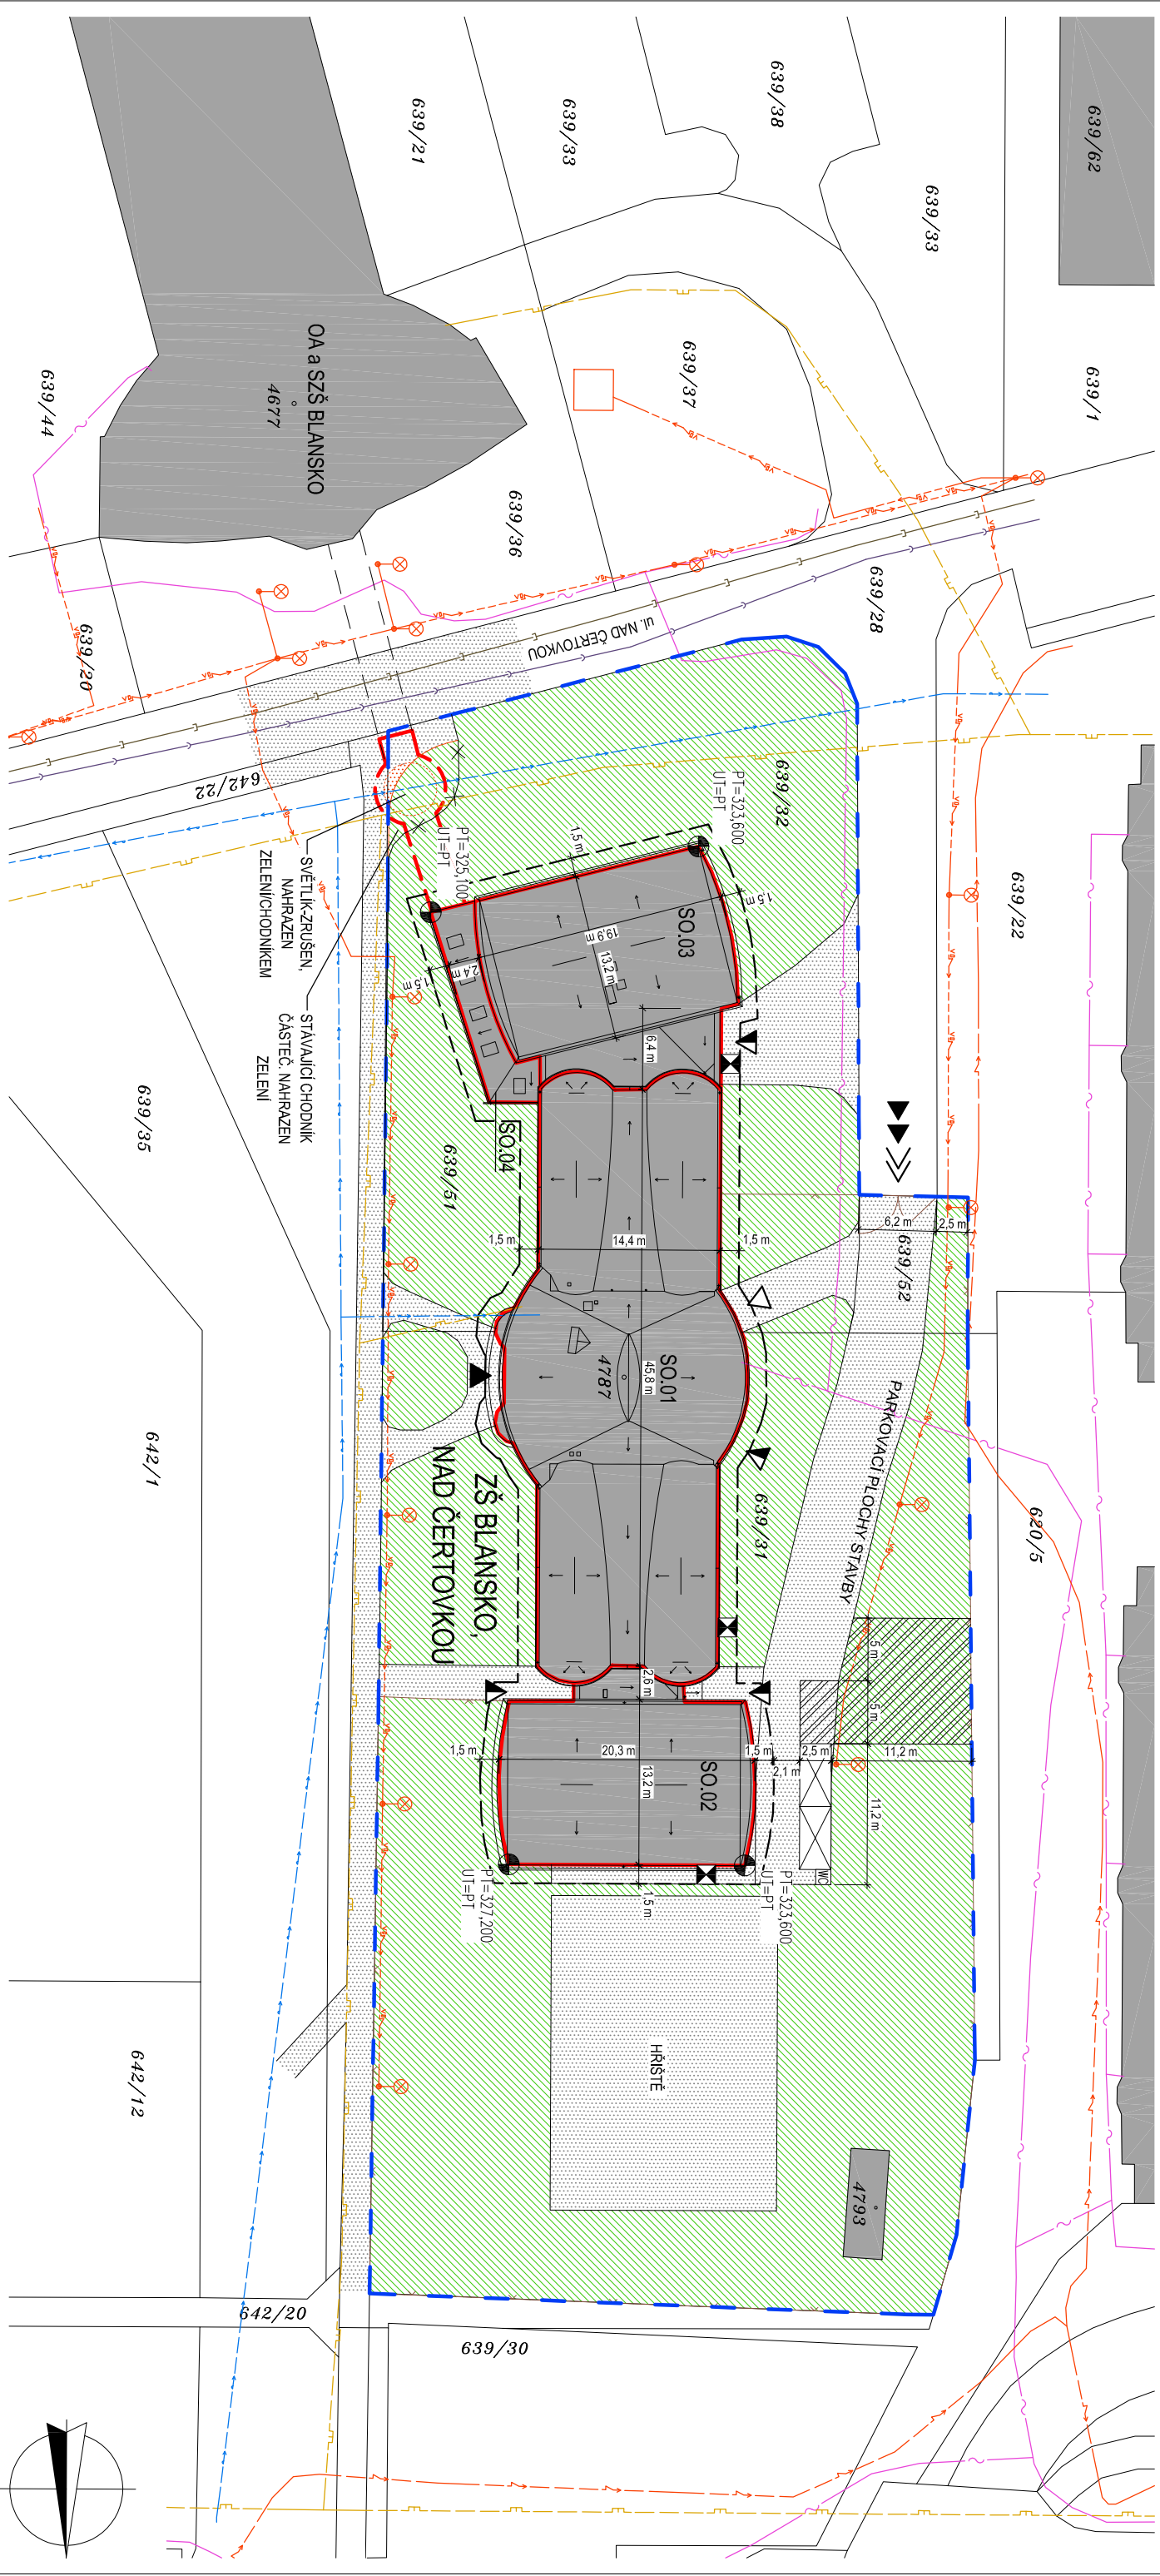 639/62
639/38
639/21
639/33
639/33
639/37
639/1
639/44
OA a SZŠ BLANSKO
4677
639/36
639/28
639/20
ul. NAD ČERTOVKOU
642/22
639/32
PT=323,600
UT=PT
PT=325,100
UT=PT
SVĚTLÍK-ZRUŠEN,
NAHRAZEN
ZELENÍ/CHODNÍKEM
STÁVAJÍCÍ CHODNÍK
ČÁSTEČ. NAHRAZEN
ZELENÍ
1,5 m
1,5 m
SO.03
19,9 m
13,2 m
2,4 m
1,5 m
6,4 m
639/22
639/35
639/51
SO.04
1,5 m
14,4 m
1,5 m
6,2 m
2,5 m
639/52
SO.01
45,8 m
4787
PARKOVACÍ PLOCHY STAVBY
639/31
ZŠ BLANSKO,
NAD ČERTOVKOU
642/1
620/5
5 m
5 m
2,6 m
1,5 m
20,3 m
1,5 m
2,5 m
11,2 m
2,1 m
13,2 m
SO.02
11,2 m
WC
1,5 m
PT=327,200
UT=PT
PT=323,600
UT=PT
HŘIŠTĚ
642/12
4793
642/20
639/30